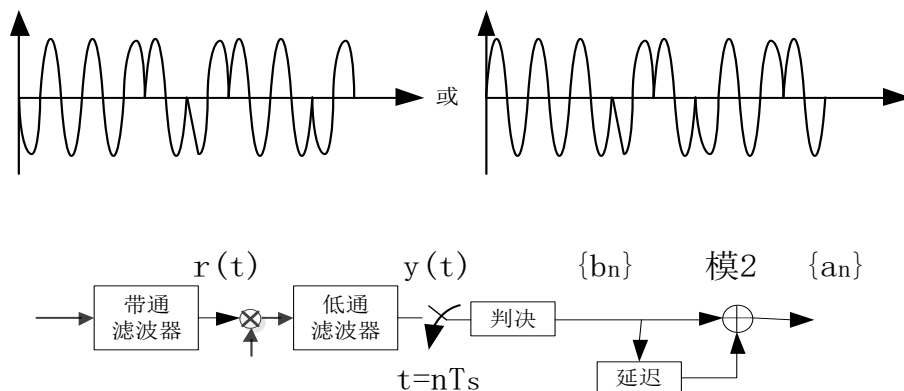 或
r(t)
y(t)
{bn}
模2
{an}
带通
滤波器
低通
滤波器
判决
延迟
t=nTs